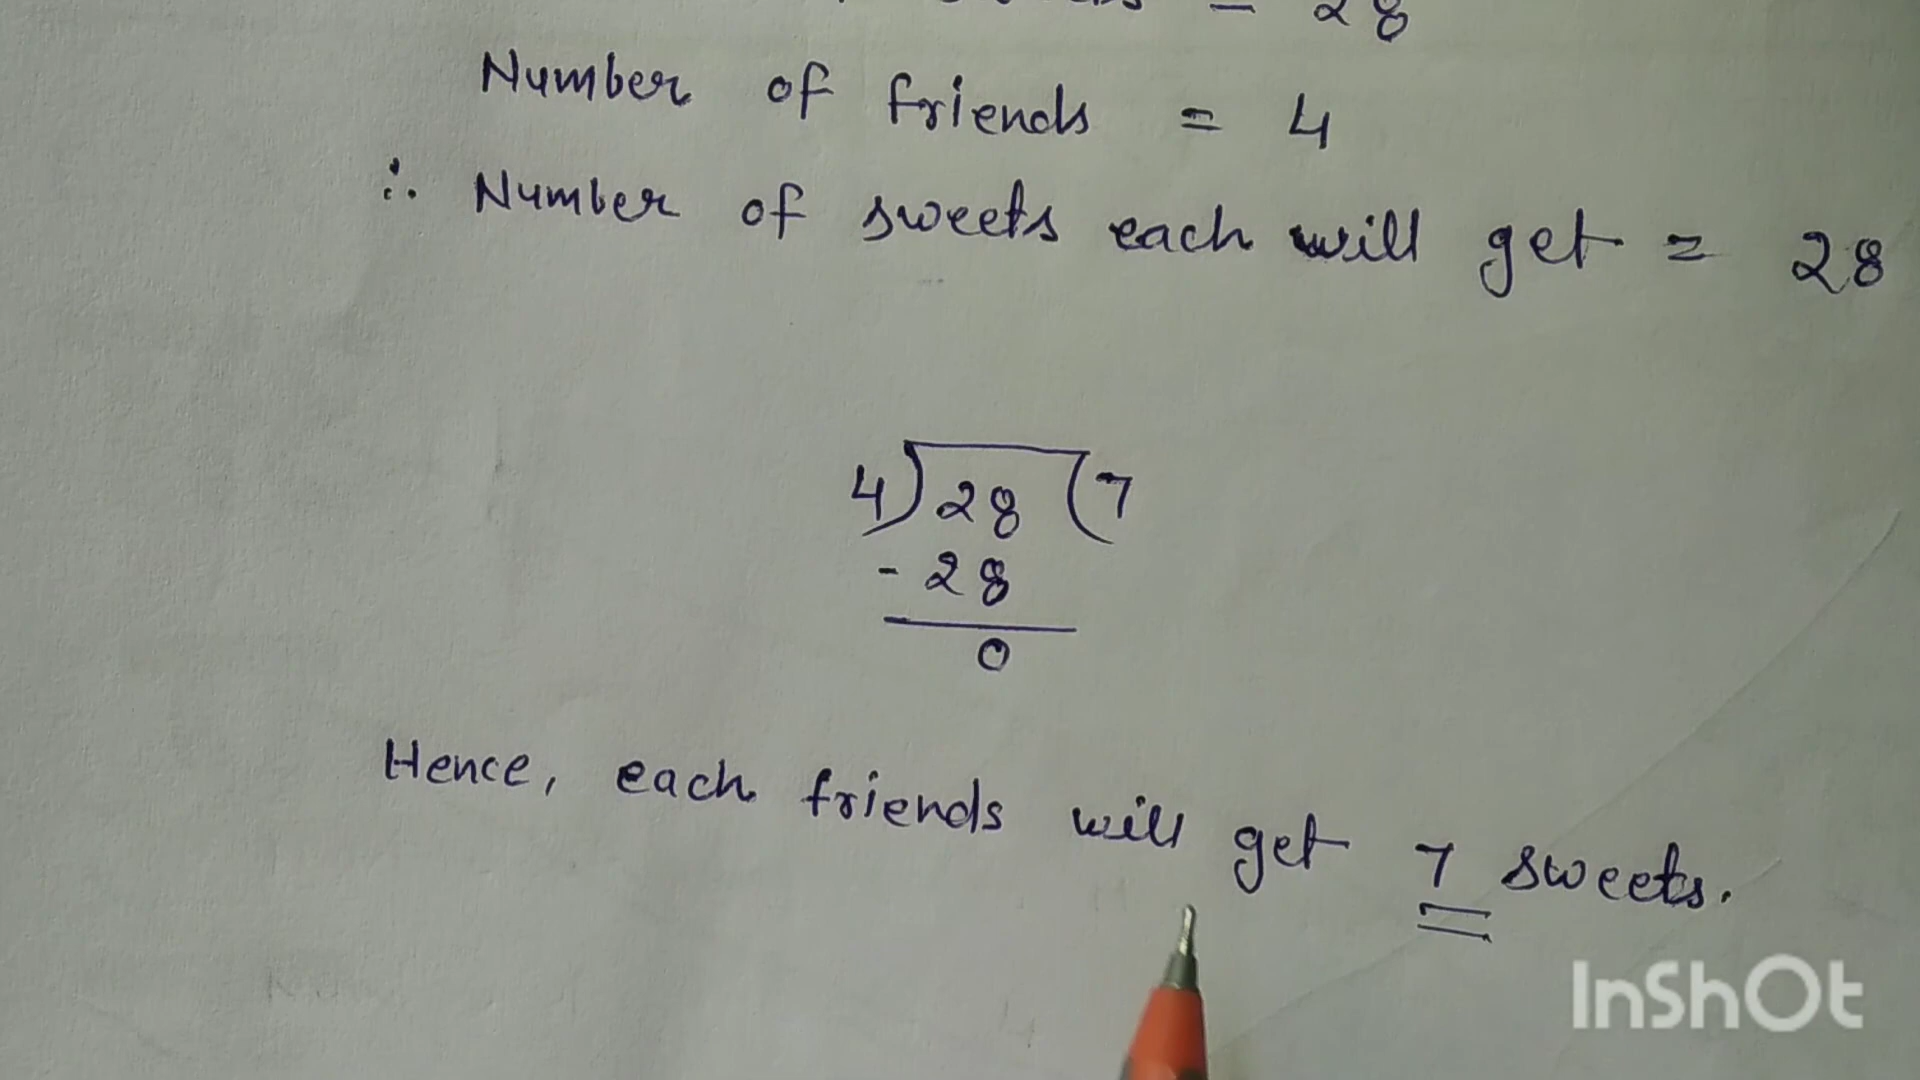 = 28
Number of friends = 4
∴ Number of sweets each will get = 28
4)28(7
- 28
0
Hence, each friends will get 7 sweets.
InShOt